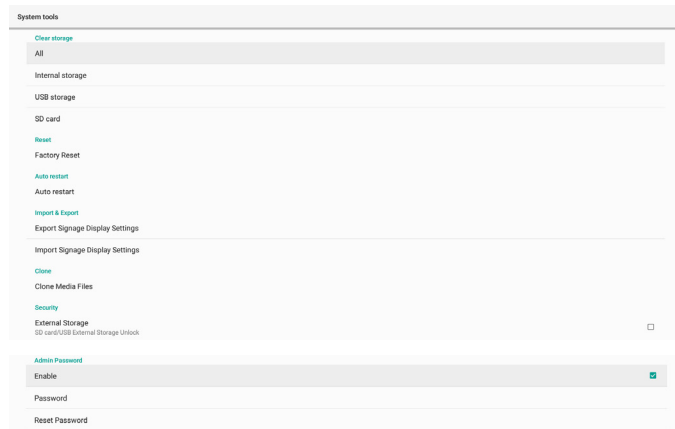 System tools
Clear storage
All
Internal storage
USB storage
SD card
Reset
Factory Reset
Auto restart
Auto restart
Import & Export
Export Signage Display Settings
Import Signage Display Settings
Clone
Clone Media Files
Security
External Storage
SD card/USB External Storage Unlock
Admin Password
Enable
Password
Reset Password